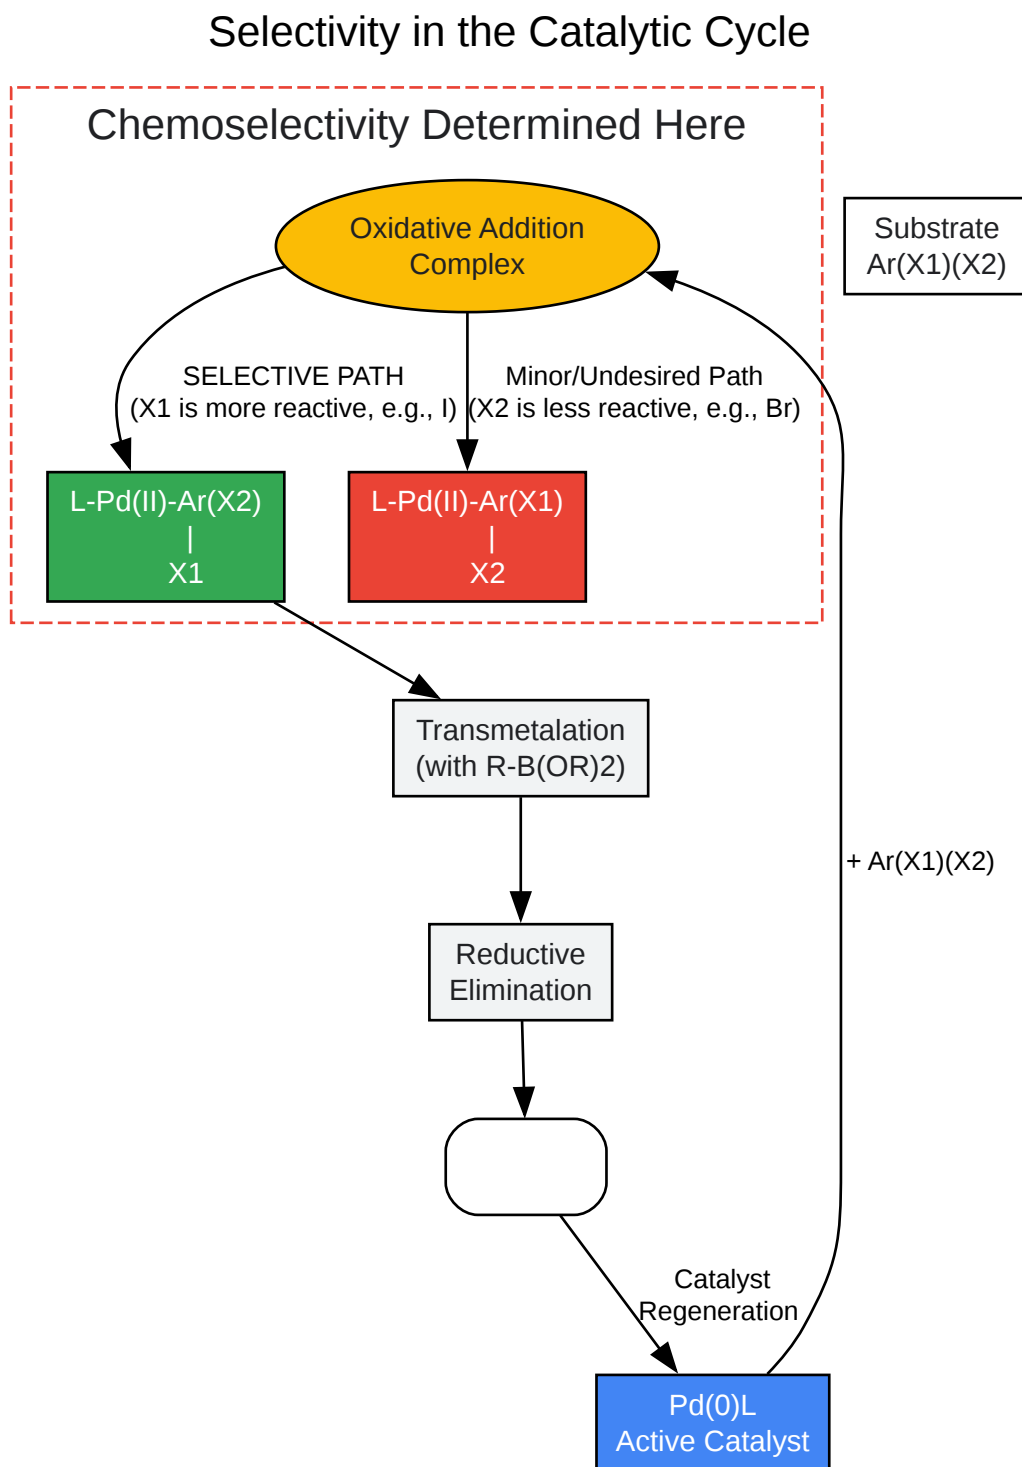 Selectivity in the Catalytic Cycle
Chemoselectivity Determined Here
Oxidative Addition
Complex
Substrate
Ar(X1)(X2)
SELECTIVE PATH
(X1 is more reactive, e.g., I)
Minor/Undesired Path
(X2 is less reactive, e.g., Br)
L-Pd(II)-Ar(X2)
|
X1
L-Pd(II)-Ar(X1)
|
X2
Transmetalation
(with R-B(OR)2)
+ Ar(X1)(X2)
Reductive
Elimination
Catalyst
Regeneration
Pd(0)L
Active Catalyst